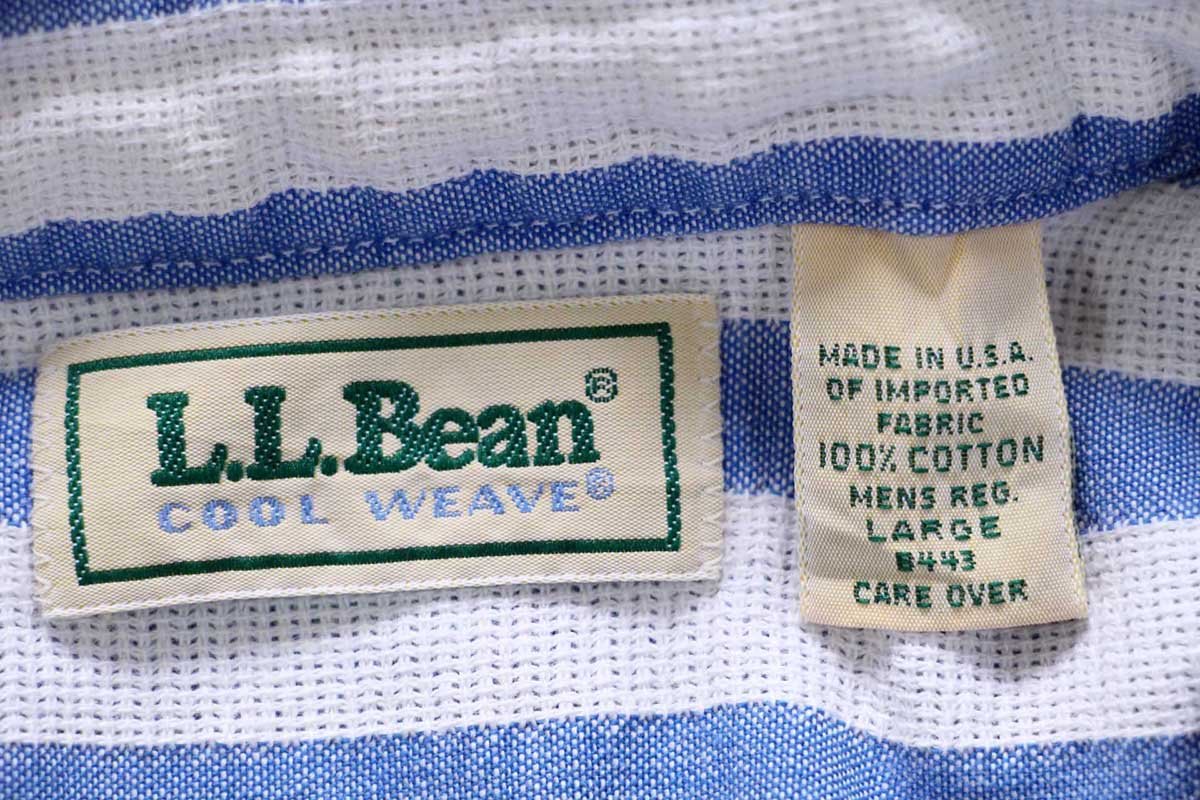 L.L.Bean®
COOL WEAVE®
MADE IN U.S.A.
OF IMPORTED
FABRIC
100% COTTON
MENS REG.
LARGE
B443
CARE OVER